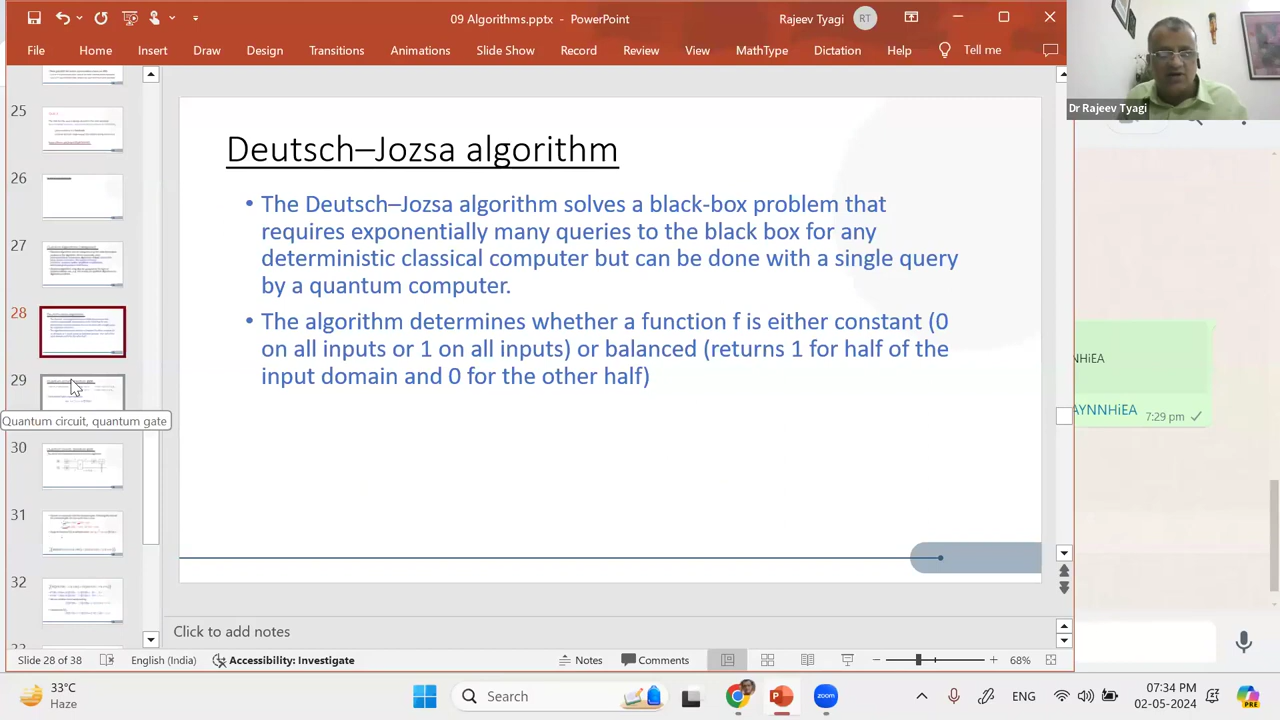 09 Algorithms.pptx - PowerPoint
Rajeev Tyagi
RT
File
Home
Insert
Draw
Design
Transitions
Animations
Slide Show
Record
Review
View
MathType
Dictation
Help
Tell me
Dr Rajeev Tyagi
25
26
27
28
29
30
31
32
Quantum circuit, quantum gate
Deutsch–Jozsa algorithm
• The Deutsch–Jozsa algorithm solves a black-box problem that
requires exponentially many queries to the black box for any
deterministic classical computer but can be done with a single query
by a quantum computer.
• The algorithm determines whether a function f is either constant (0
on all inputs or 1 on all inputs) or balanced (returns 1 for half of the
input domain and 0 for the other half)
NHiEA
AYNNHiEA
7:29 pm
Click to add notes
Slide 28 of 38
English (India)
Accessibility: Investigate
Notes
Comments
68%
33°C
Haze
Search
zoom
ENG
07:34 PM
02-05-2024
PRE